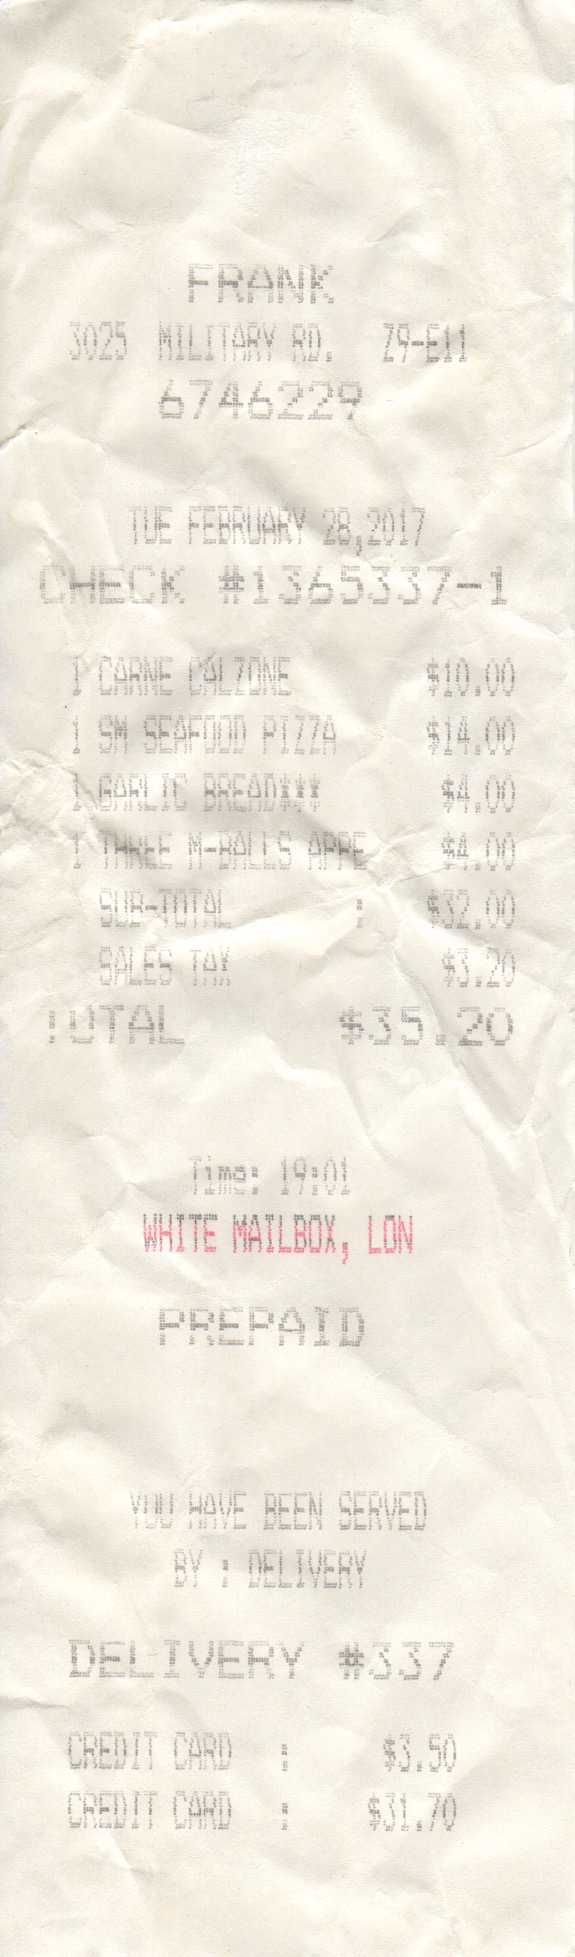 FRANK
3025 MILITARY RD. Z9-E11
6746229
TUE FEBRUARY 28,2017
CHECK #1365337-1
1 CARNE CALZONE $10.00
1 SM SEAFOOD PIZZA $14.00
1 GARLIC BREAD$$$ $4.00
1 THREE M-BALLS APPE $4.00
SUB-TOTAL : $32.00
SALES TAX $3.20
TOTAL $35.20
Time: 19:01
WHITE MAILBOX, LON
PREPAID
YOU HAVE BEEN SERVED
BY : DELIVERY
DELIVERY #337
CREDIT CARD : $3.50
CREDIT CARD : $31.70